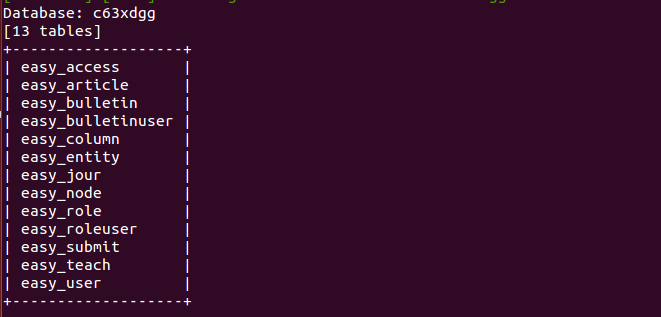 Database: c63xdgg
[13 tables]
+-------------------+
| easy_access       |
| easy_article      |
| easy_bulletin     |
| easy_bulletinuser |
| easy_column       |
| easy_entity       |
| easy_jour         |
| easy_node         |
| easy_role         |
| easy_roleuser     |
| easy_submit       |
| easy_teach        |
| easy_user         |
+-------------------+